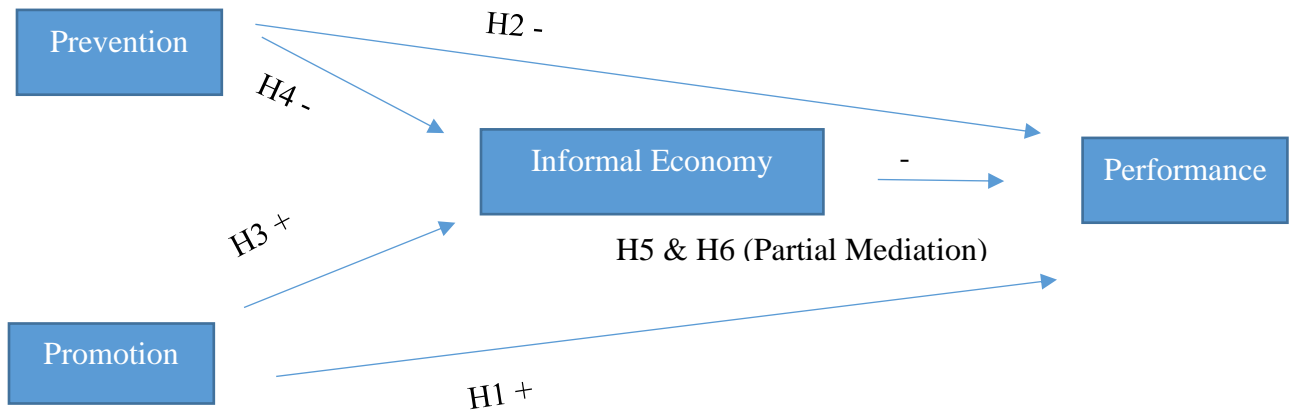 Prevention
H2 -
H4 -
Informal Economy
-
Performance
H3 +
H5 & H6 (Partial Mediation)
Promotion
H1 +